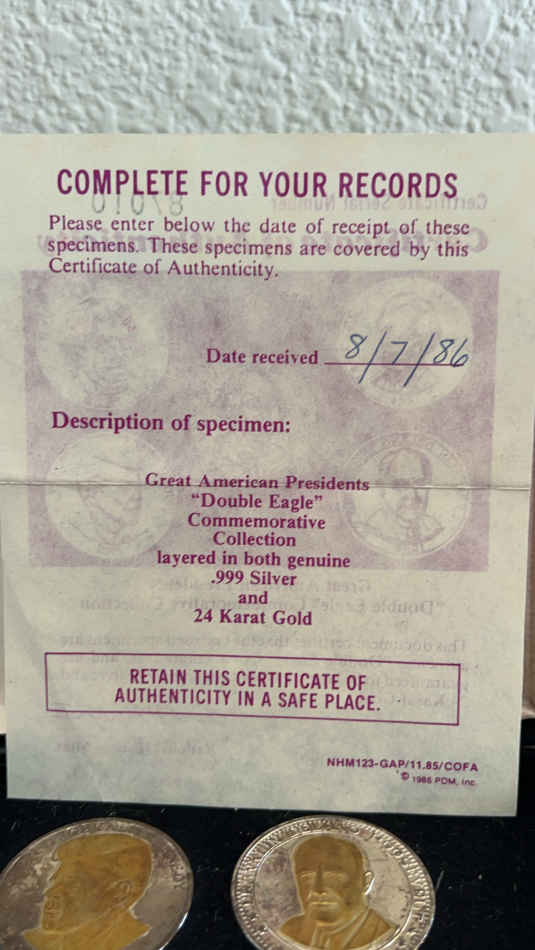 COMPLETE FOR YOUR RECORDS
Please enter below the date of receipt of these
specimens. These specimens are covered by this
Certificate of Authenticity.
Date received 8/7/86
Description of specimen:
Great American Presidents
"Double Eagle"
Commemorative
Collection
layered in both genuine
.999 Silver
and
24 Karat Gold
RETAIN THIS CERTIFICATE OF
AUTHENTICITY IN A SAFE PLACE.
NHM123-GAP/11.85/COFA
© 1985 PDM, Inc.